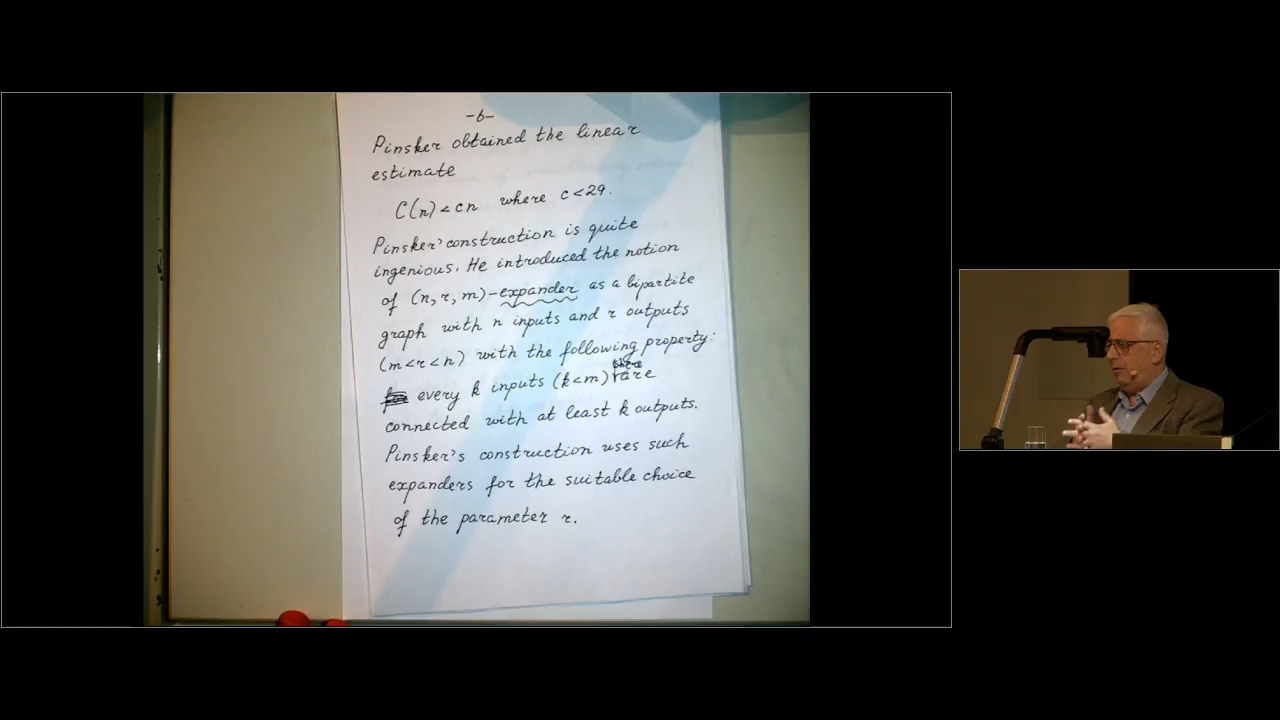 -6-
Pinsker obtained the linear
estimate
C(n) < cn where c < 29.
Pinsker' construction is quite
ingenious. He introduced the notion
of (n, r, m)-expander as a bipartite
graph with n inputs and r outputs
(m < r < n) with the following property:
every k inputs (k < m) are
connected with at least k outputs.
Pinsker's construction uses such
expanders for the suitable choice
of the parameter r.